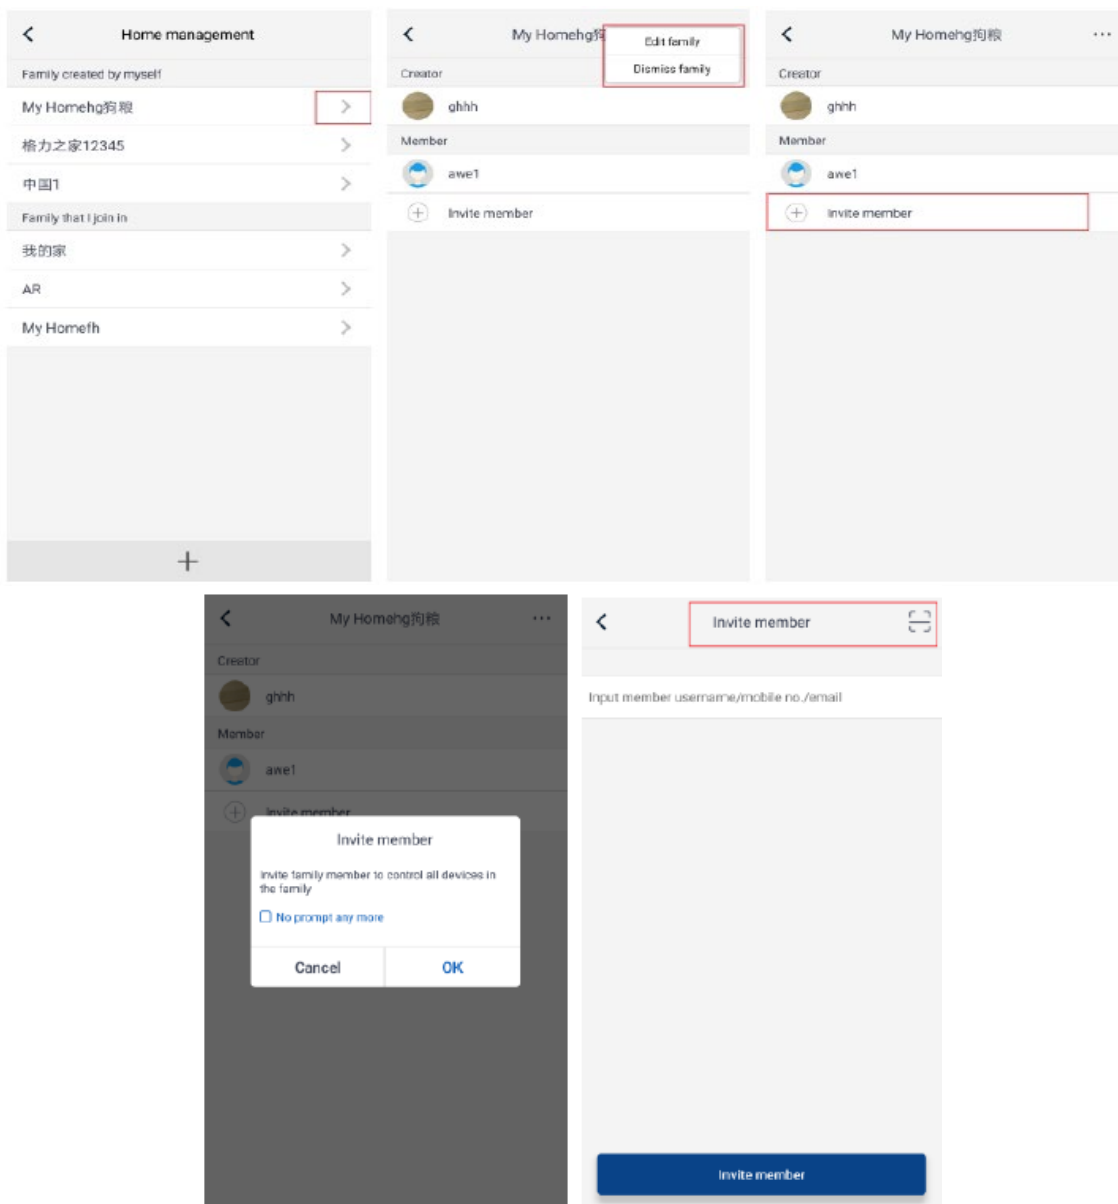 Home management
Family created by myself
My Homehg狗粮
格力之家12345
中国1
Family that I join in
我的家
AR
My Homefh
My Homehg狗
Edit family
Dismiss family
Creator
ghhh
Member
awe1
Invite member
My Homehg狗粮
Creator
ghhh
Member
awe1
Invite member
My Homehg狗粮
Creator
ghhh
Member
awe1
Invite member
Invite member
Invite family member to control all devices in
the family
No prompt any more
Cancel
OK
Invite member
Input member username/mobile no./email
Invite member